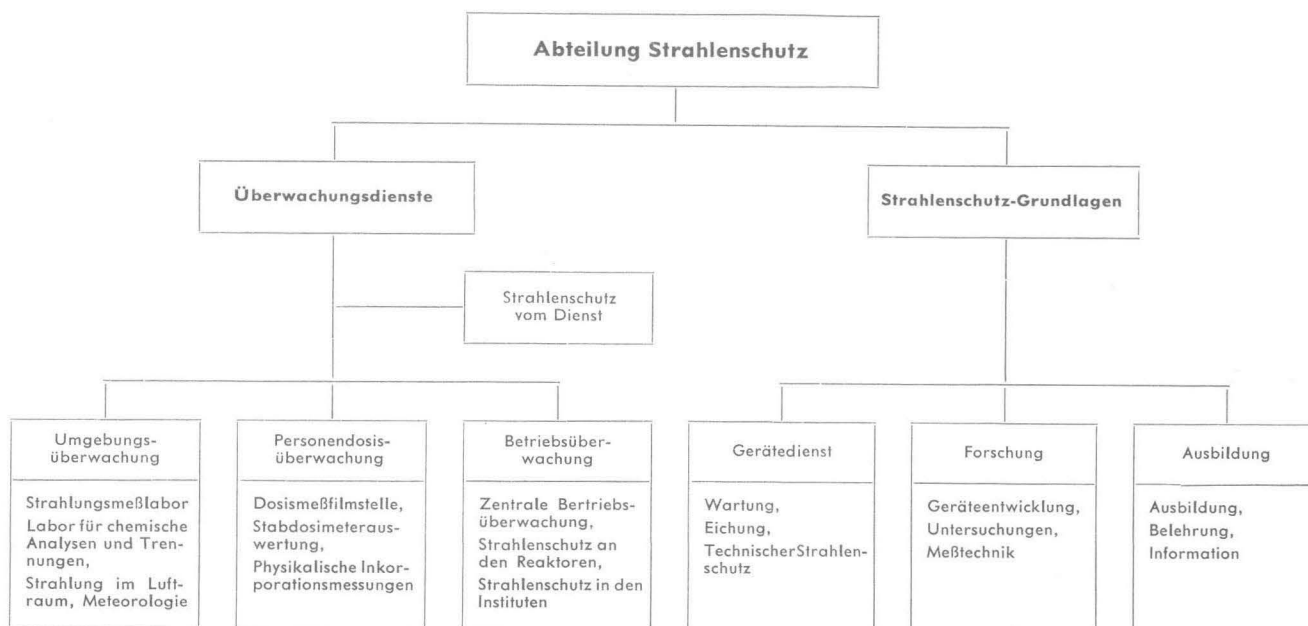 Abteilung Strahlenschutz
Überwachungsdienste
Strahlenschutz-Grundlagen
Strahlenschutz
vom Dienst
Umgebungs-
überwachung
Strahlungsmeßlabor
Labor für chemische
Analysen und Tren-
nungen,
Strahlung im Luft-
raum, Meteorologie
Personendosis-
überwachung
Dosismeßfilmstelle,
Stabdosimeteraus-
wertung,
Physikalische Inkor-
porationsmessungen
Betriebsüber-
wachung
Zentrale Bertriebs-
überwachung,
Strahlenschutz an
den Reaktoren,
Strahlenschutz in den
Instituten
Gerätedienst
Wartung,
Eichung,
TechnischerStrahlen-
schutz
Forschung
Geräteentwicklung,
Untersuchungen,
Meßtechnik
Ausbildung
Ausbildung,
Belehrung,
Information